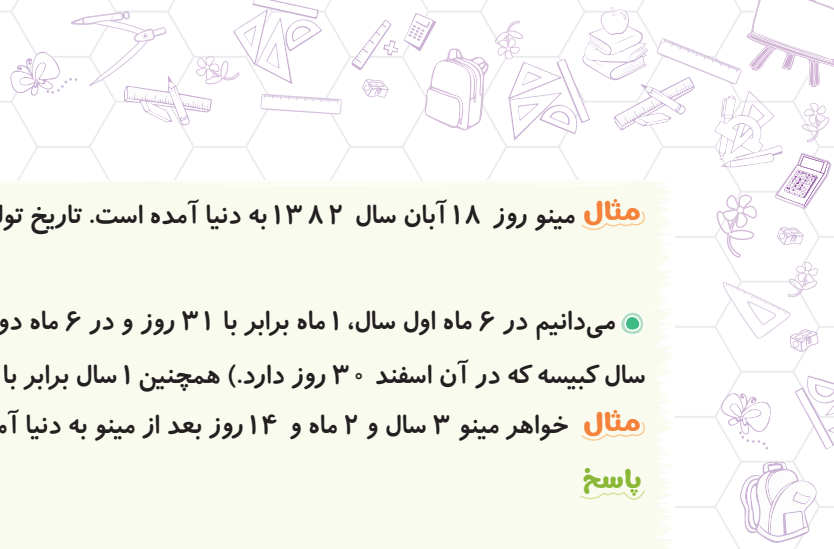 مثال مینو روز ۱۸ آبان سال ۱۳۸۲ به دنیا آمده است. تاریخ
می‌دانیم در ۶ ماه اول سال، ۱ ماه برابر با ۳۱ روز و در ۶ ماه
سال کبیسه که در آن اسفند ۳۰ روز دارد.) همچنین ۱ سال برابر با
مثال خواهر مینو ۳ سال و ۲ ماه و ۱۴ روز بعد از مینو به دنیا
پاسخ